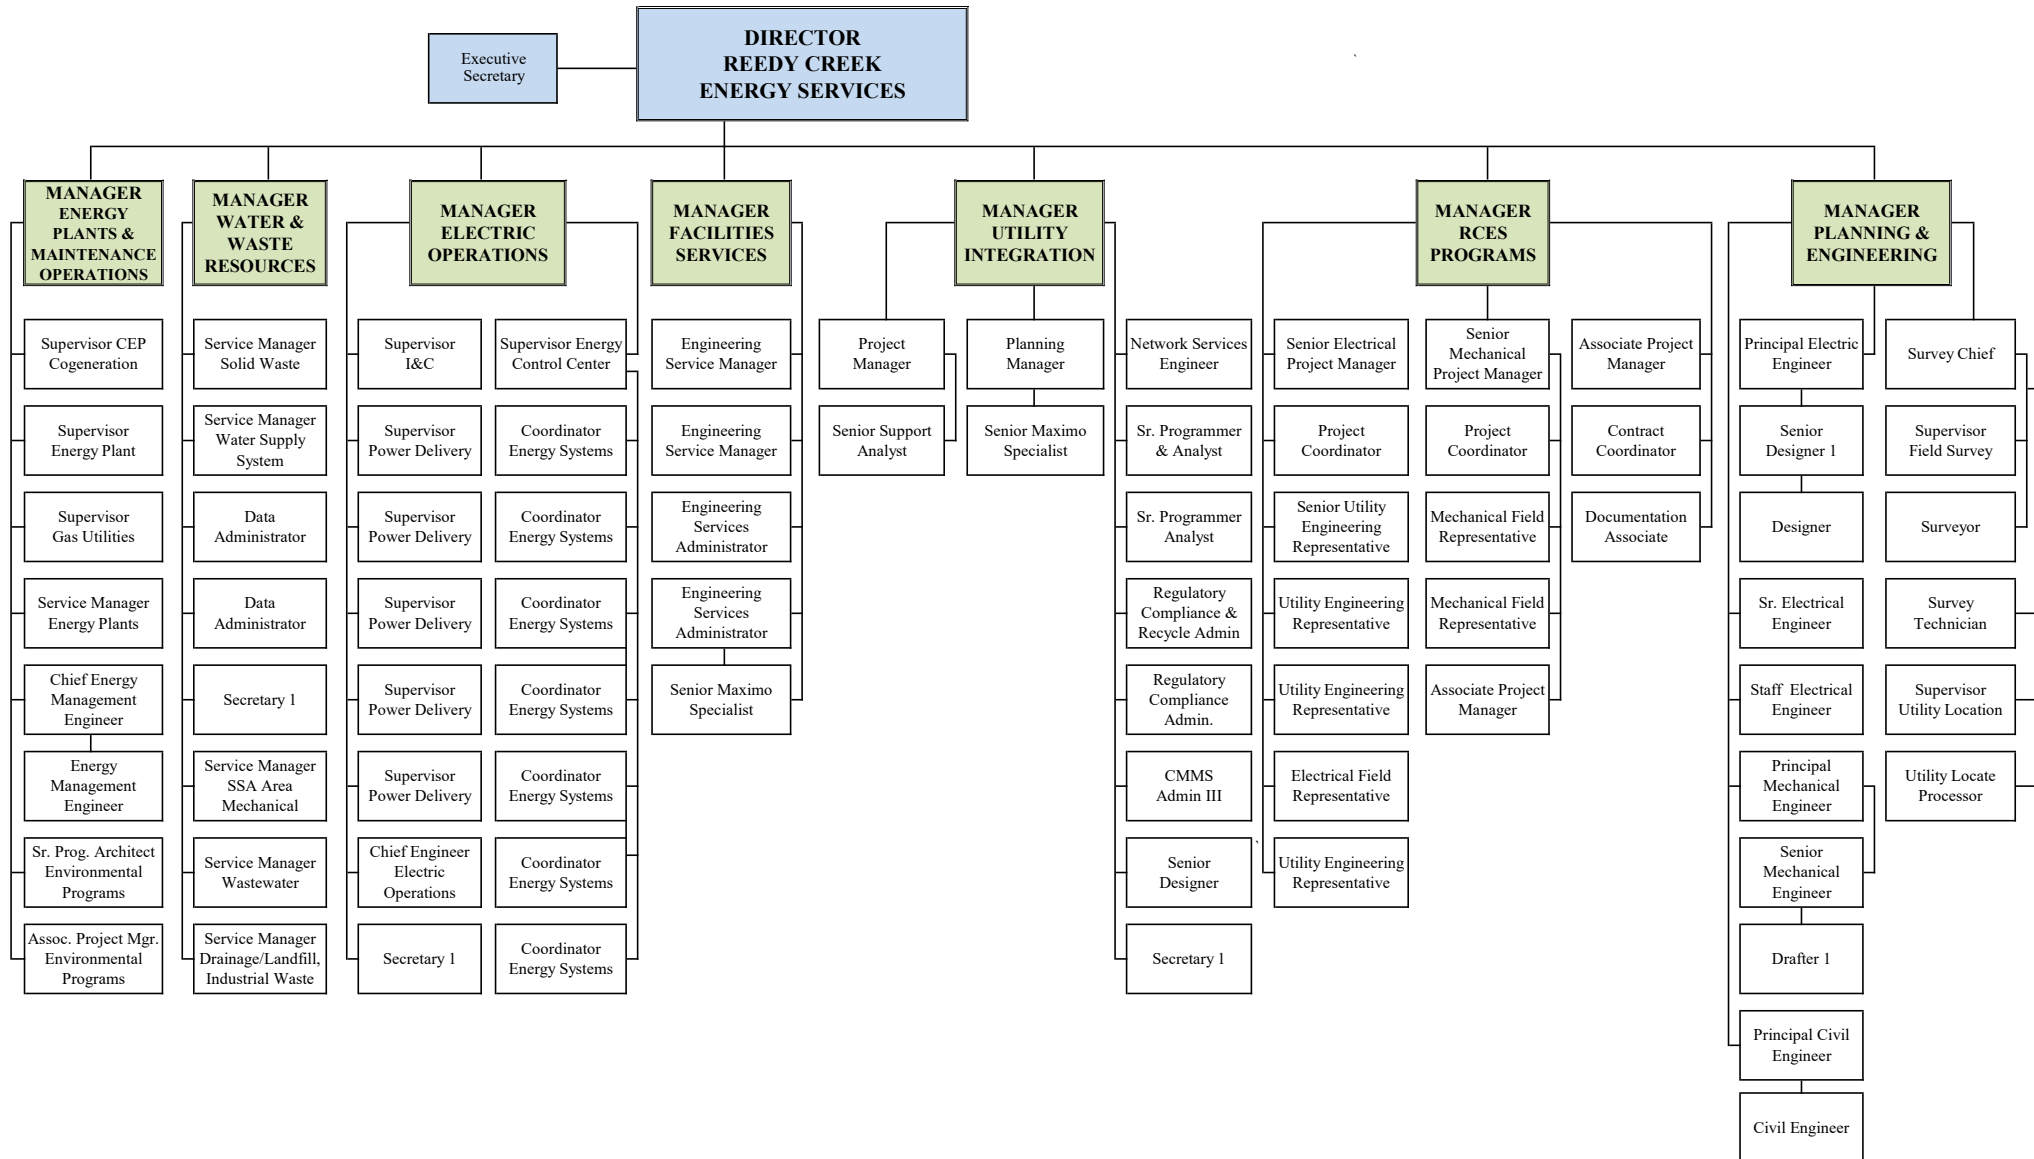 Executive
Secretary
DIRECTOR
REEDY CREEK
ENERGY SERVICES
MANAGER
ENERGY
PLANTS &
MAINTENANCE
OPERATIONS
Supervisor CEP
Cogeneration
Supervisor
Energy Plant
Supervisor
Gas Utilities
Service Manager
Energy Plants
Chief Energy
Management
Engineer
Energy
Management
Engineer
Sr. Prog. Architect
Environmental
Programs
Assoc. Project Mgr.
Environmental
Programs
MANAGER
WATER &
WASTE
RESOURCES
Service Manager
Solid Waste
Service Manager
Water Supply
System
Data
Administrator
Data
Administrator
Secretary 1
Service Manager
SSA Area
Mechanical
Service Manager
Wastewater
Service Manager
Drainage/Landfill,
Industrial Waste
MANAGER
ELECTRIC
OPERATIONS
Supervisor
I&C
Supervisor
Power Delivery
Supervisor
Power Delivery
Supervisor
Power Delivery
Supervisor
Power Delivery
Supervisor
Power Delivery
Chief Engineer
Electric
Operations
Secretary 1
Supervisor Energy
Control Center
Coordinator
Energy Systems
Coordinator
Energy Systems
Coordinator
Energy Systems
Coordinator
Energy Systems
Coordinator
Energy Systems
Coordinator
Energy Systems
Coordinator
Energy Systems
MANAGER
FACILITIES
SERVICES
Engineering
Service Manager
Engineering
Service Manager
Engineering
Services
Administrator
Engineering
Services
Administrator
Senior Maximo
Specialist
MANAGER
UTILITY
INTEGRATION
Project
Manager
Senior Support
Analyst
Planning
Manager
Senior Maximo
Specialist
Network Services
Engineer
Sr. Programmer
& Analyst
Sr. Programmer
Analyst
Regulatory
Compliance &
Recycle Admin
Regulatory
Compliance
Admin.
CMMS
Admin III
Senior
Designer
Secretary 1
MANAGER
RCES
PROGRAMS
Senior Electrical
Project Manager
Project
Coordinator
Senior Utility
Engineering
Representative
Utility Engineering
Representative
Utility Engineering
Representative
Electrical Field
Representative
Utility Engineering
Representative
Senior
Mechanical
Project Manager
Project
Coordinator
Mechanical Field
Representative
Mechanical Field
Representative
Associate Project
Manager
Associate Project
Manager
Contract
Coordinator
Documentation
Associate
MANAGER
PLANNING &
ENGINEERING
Principal Electric
Engineer
Senior
Designer 1
Designer
Sr. Electrical
Engineer
Staff Electrical
Engineer
Principal
Mechanical
Engineer
Senior
Mechanical
Engineer
Drafter 1
Principal Civil
Engineer
Civil Engineer
Survey Chief
Supervisor
Field Survey
Surveyor
Survey
Technician
Supervisor
Utility Location
Utility Locate
Processor